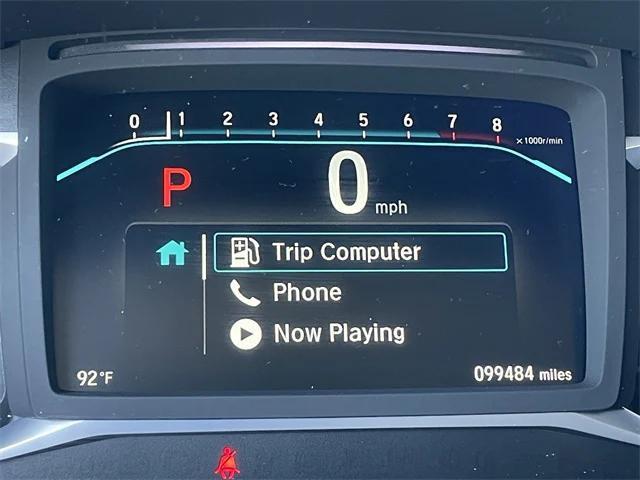 0 1 2 3 4 5 6 7 8 x1000r/min
P 0 mph
Trip Computer
Phone
Now Playing
92°F 099484 miles